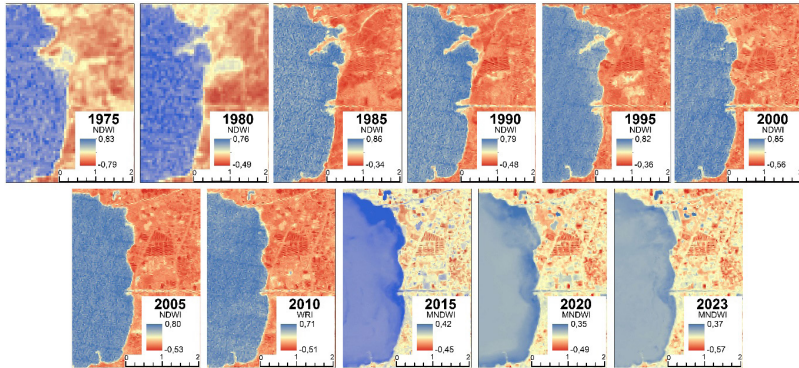 1975
NDWI
0,83
-0,79
0 1 2
1980
NDWI
0,76
-0,49
0 1 2
1985
NDWI
0,86
-0,34
0 1 2
1990
NDWI
0,79
-0,48
0 1 2
1995
NDWI
0,82
-0,36
0 1 2
2000
NDWI
0,85
-0,56
0 1 2
2005
NDWI
0,80
-0,53
0 1 2
2010
WRI
0,71
-0,51
0 1 2
2015
MNDWI
0,42
-0,45
0 1 2
2020
MNDWI
0,35
-0,49
0 1 2
2023
MNDWI
0,37
-0,57
0 1 2